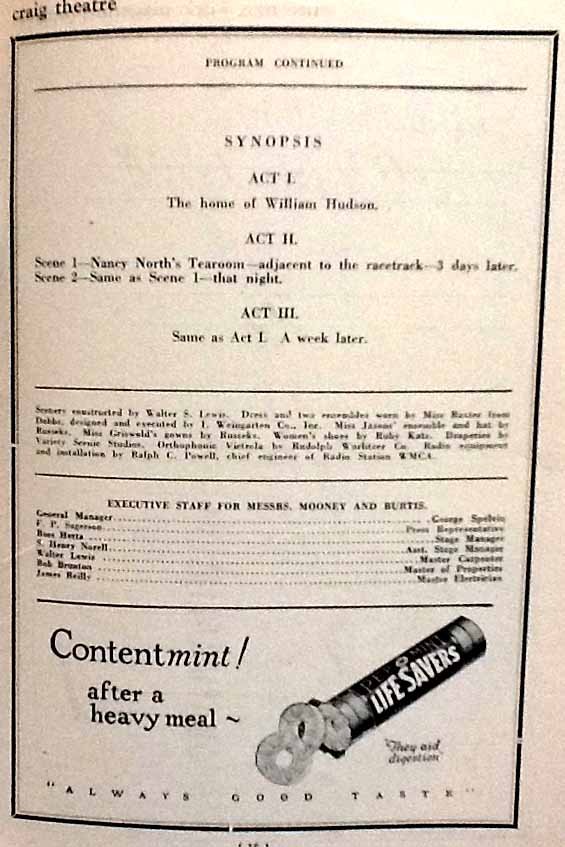 craig theatre
PROGRAM CONTINUED
SYNOPSIS
ACT I.
The home of William Hudson.
ACT II.
Scene 1—Nancy North's Tearoom—adjacent to the racetrack—3 days later.
Scene 2—Same as Scene 1—that night.
ACT III.
Same as Act I. A week later.
Scenery constructed by Walter S. Lewis. Dress and two ensembles worn by Miss Baxter from
Dobbs, designed and executed by I. Weingarten Co., Inc. Miss Jasons' ensemble and hat by
Russeks. Miss Griswold's gowns by Russeks. Women's shoes by Ruby Katz. Draperies by
Variety Scenic Studios. Orthophonic Victrola by Rudolph Wurlitzer Co. Radio equipment
and installation by Ralph C. Powell, chief engineer of Radio Station WMCA.
EXECUTIVE STAFF FOR MESSRS. MOONEY AND BURTIS.
General Manager..........George Spelvin
F. P. Sagerson..........Press Representative
Ross Hertz..........Stage Manager
S. Henry Norell..........Asst. Stage Manager
Walter Lewis..........Master Carpenter
Bob Brunton..........Master of Properties
James Reilly..........Master Electrician
Contentmint!
after a
heavy meal ~
PEP O MINT
LIFE SAVERS
"They aid
digestion"
"ALWAYS GOOD TASTE"